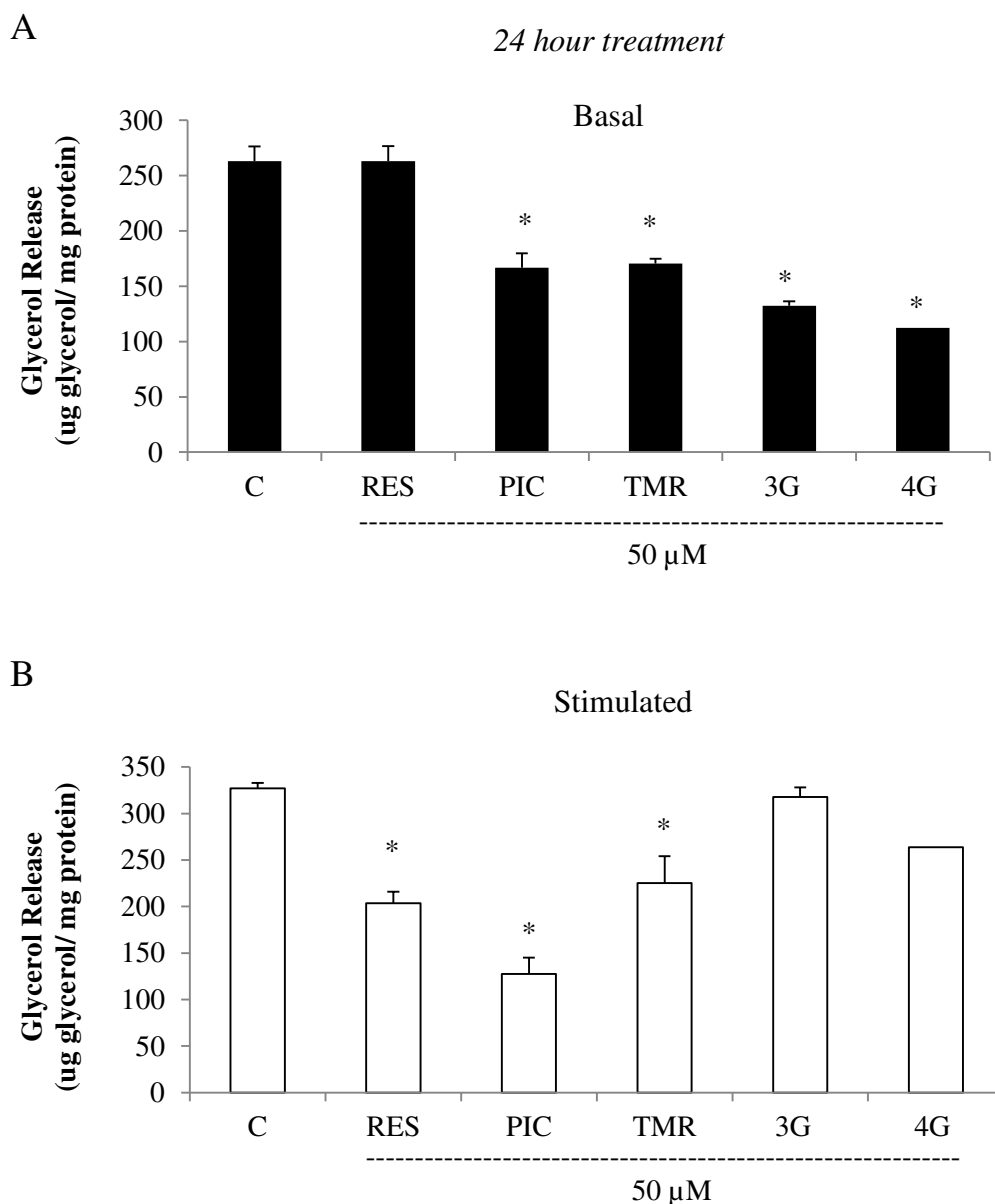 A
24 hour treatment
Basal
Glycerol Release
(ug glycerol/ mg protein)
300
250
200
150
100
50
0
* * * *
C RES PIC TMR 3G 4G
50 µM
B
Stimulated
Glycerol Release
(ug glycerol/ mg protein)
350
300
250
200
150
100
50
0
* * *
C RES PIC TMR 3G 4G
50 µM